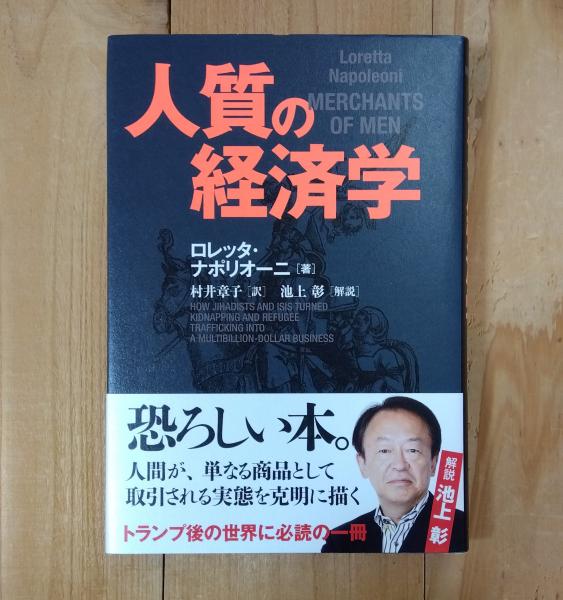 Loretta
Napoleoni
MERCHANTS
OF MEN
人質の
経済学
ロレッタ・
ナポリオーニ［著］
村井章子［訳］　池上 彰［解説］
HOW JIHADISTS AND ISIS TURNED
KIDNAPPING AND REFUGEE
TRAFFICKING INTO
A MULTIBILLION-DOLLAR BUSINESS
恐ろしい本。
人間が、単なる商品として
取引される実態を克明に描く
トランプ後の世界に必読の一冊
解説 池上 彰